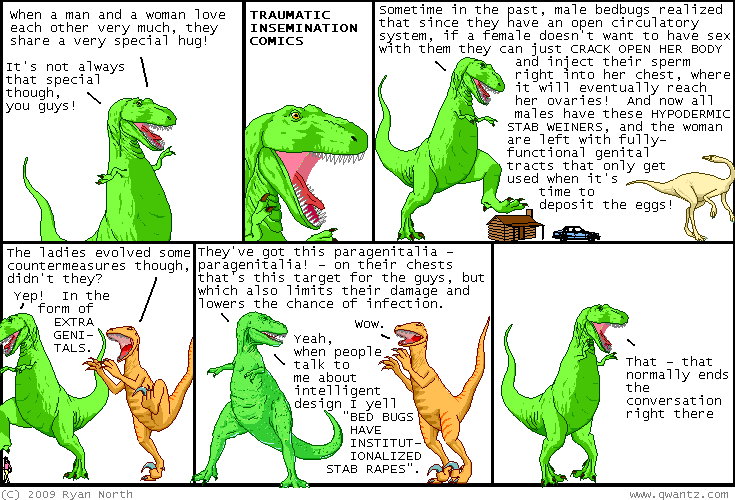 When a man and a woman love
each other very much, they
share a very special hug!
It's not always
that special
though,
you guys!
TRAUMATIC
INSEMINATION
COMICS
Sometime in the past, male bedbugs realized
that since they have an open circulatory
system, if a female doesn't want to have sex
with them they can just CRACK OPEN HER BODY
and inject their sperm
right into her chest, where
it will eventually reach
her ovaries! And now all
males have these HYPODERMIC
STAB WEINERS, and the woman
are left with fully-
functional genital
tracts that only get
used when it's
time to
deposit the eggs!
The ladies evolved some
countermeasures though,
didn't they?
Yep! In the
form of
EXTRA
GENI-
TALS.
They've got this paragenitalia -
paragenitalia! - on their chests
that's this target for the guys, but
which also limits their damage and
lowers the chance of infection.
Wow.
Yeah,
when people
talk to
me about
intelligent
design I yell
"BED BUGS
HAVE
INSTITUT-
IONALIZED
STAB RAPES".
That - that
normally ends
the
conversation
right there
(C) 2009 Ryan North
www.qwantz.com